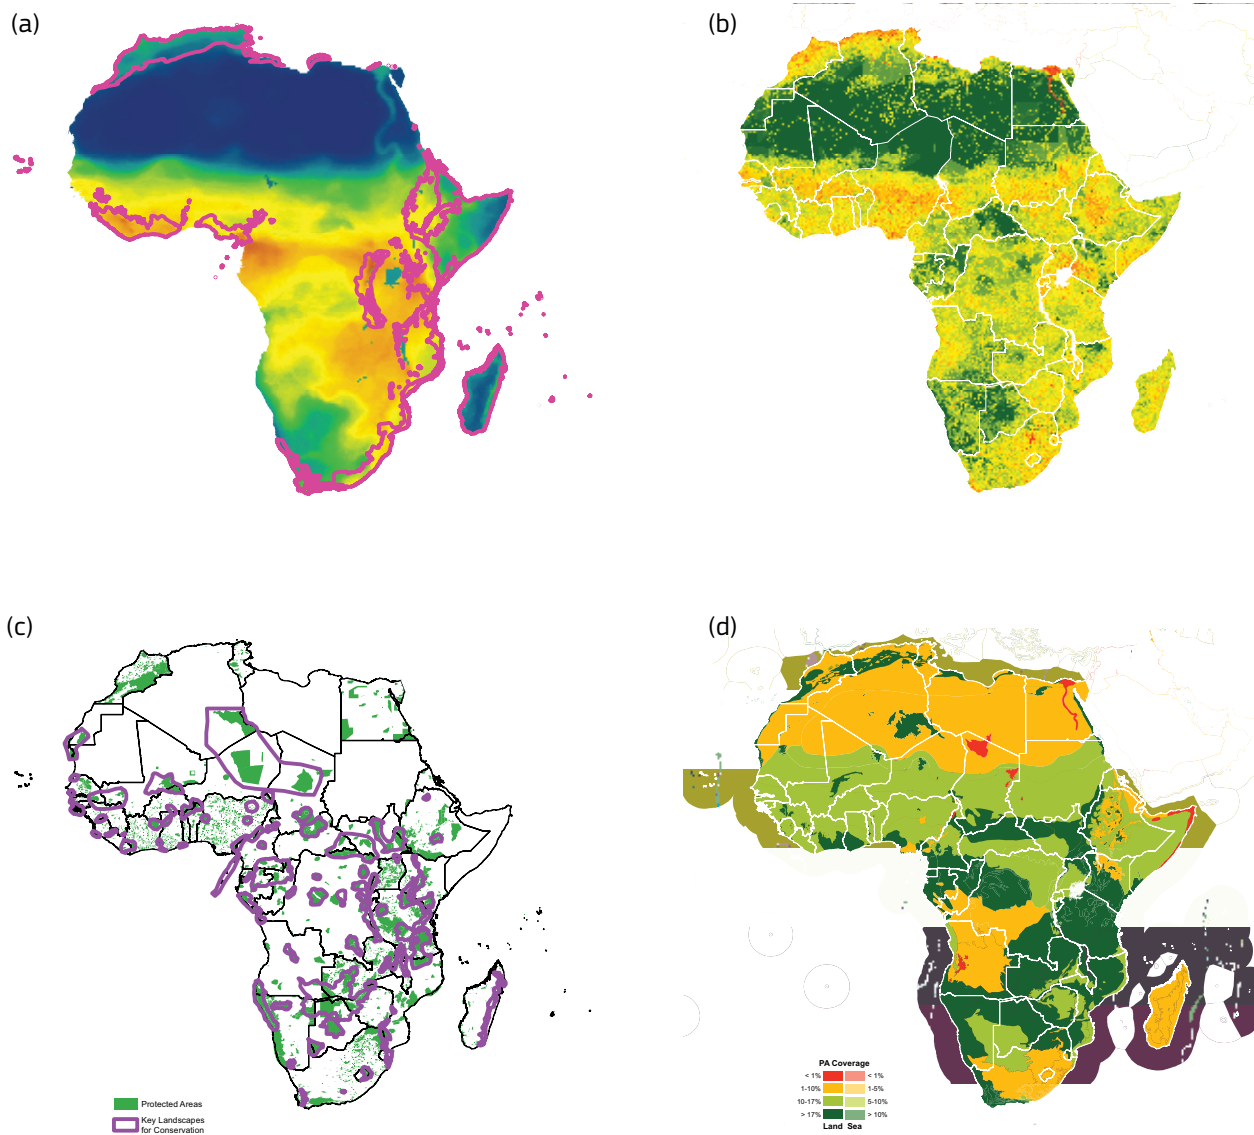 (a)
(b)
(c)
(d)
Protected Areas
Key Landscapes
for Conservation
PA Coverage
< 1% < 1%
1-10% 1-5%
10-17% 5-10%
> 17% > 10%
Land Sea